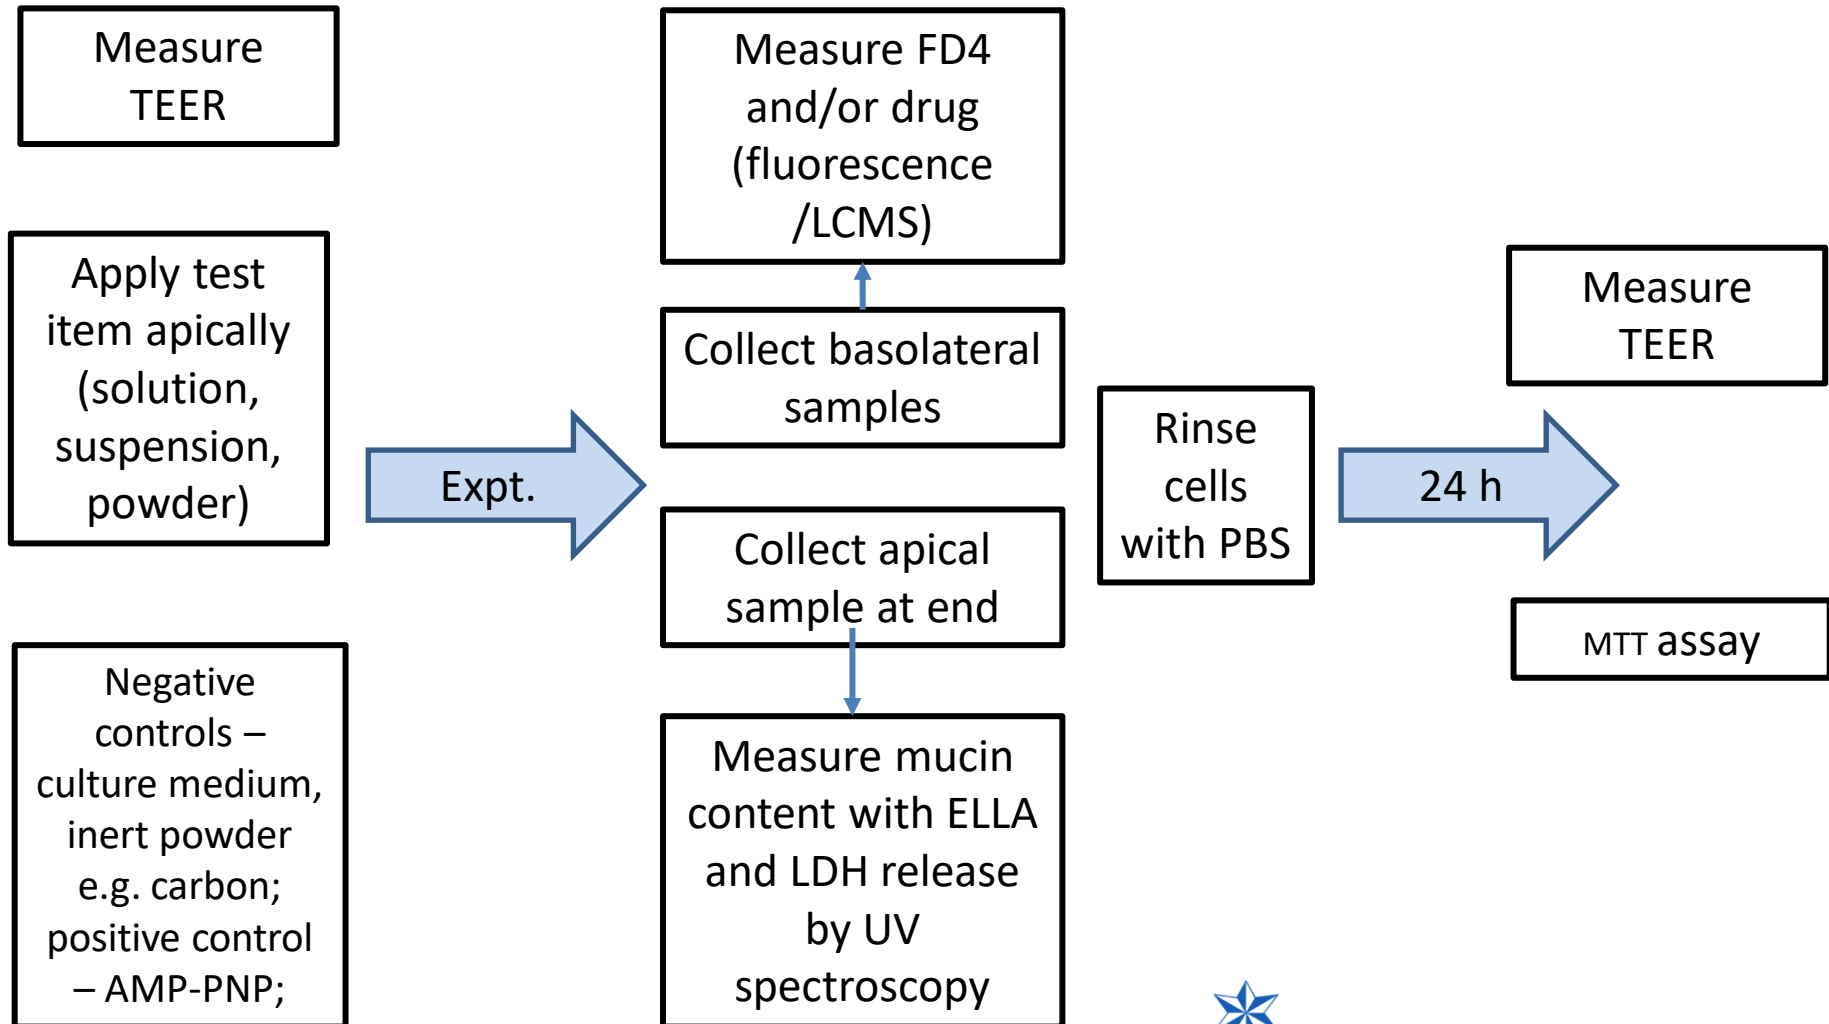 Measure
TEER
Apply test
item apically
(solution,
suspension,
powder)
Negative
controls –
culture medium,
inert powder
e.g. carbon;
positive control
– AMP-PNP;
Expt.
Measure FD4
and/or drug
(fluorescence
/LCMS)
Collect basolateral
samples
Collect apical
sample at end
Measure mucin
content with ELLA
and LDH release
by UV
spectroscopy
Rinse
cells
with PBS
24 h
Measure
TEER
MTT assay